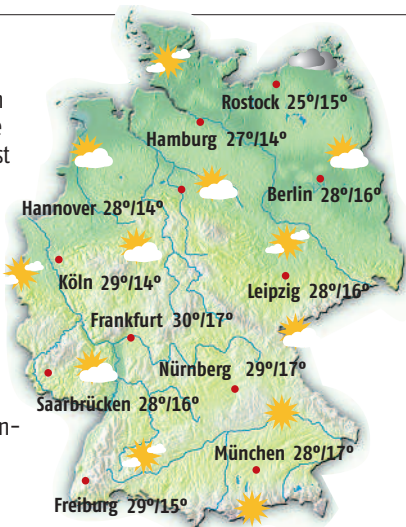 n
e
st
Rostock 25°/15°
Hamburg 27°/14°
Berlin 28°/16°
Hannover 28°/14°
Köln 29°/14°
Leipzig 28°/16°
Frankfurt 30°/17°
Nürnberg 29°/17°
Saarbrücken 28°/16°
n-
München 28°/17°
Freiburg 29°/15°